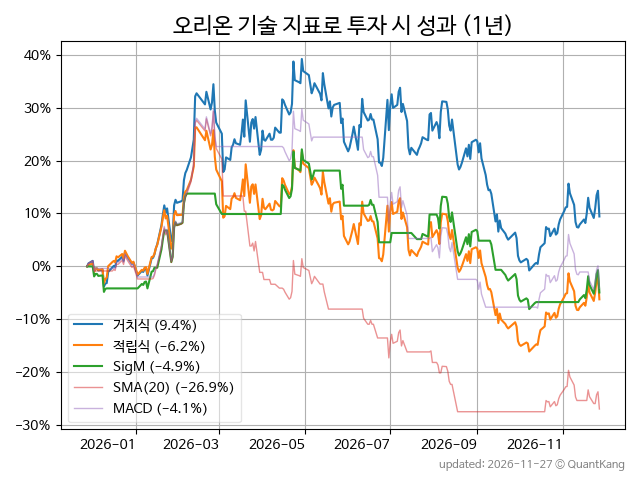 오리온 기술 지표로 투자 시 성과 (1년)
40%
30%
20%
10%
0%
−10%
−20%
−30%
거치식 (9.4%)
적립식 (−6.2%)
SigM (−4.9%)
SMA(20) (−26.9%)
MACD (−4.1%)
2026-01
2026-03
2026-05
2026-07
2026-09
2026-11
updated: 2026-11-27 © QuantKang